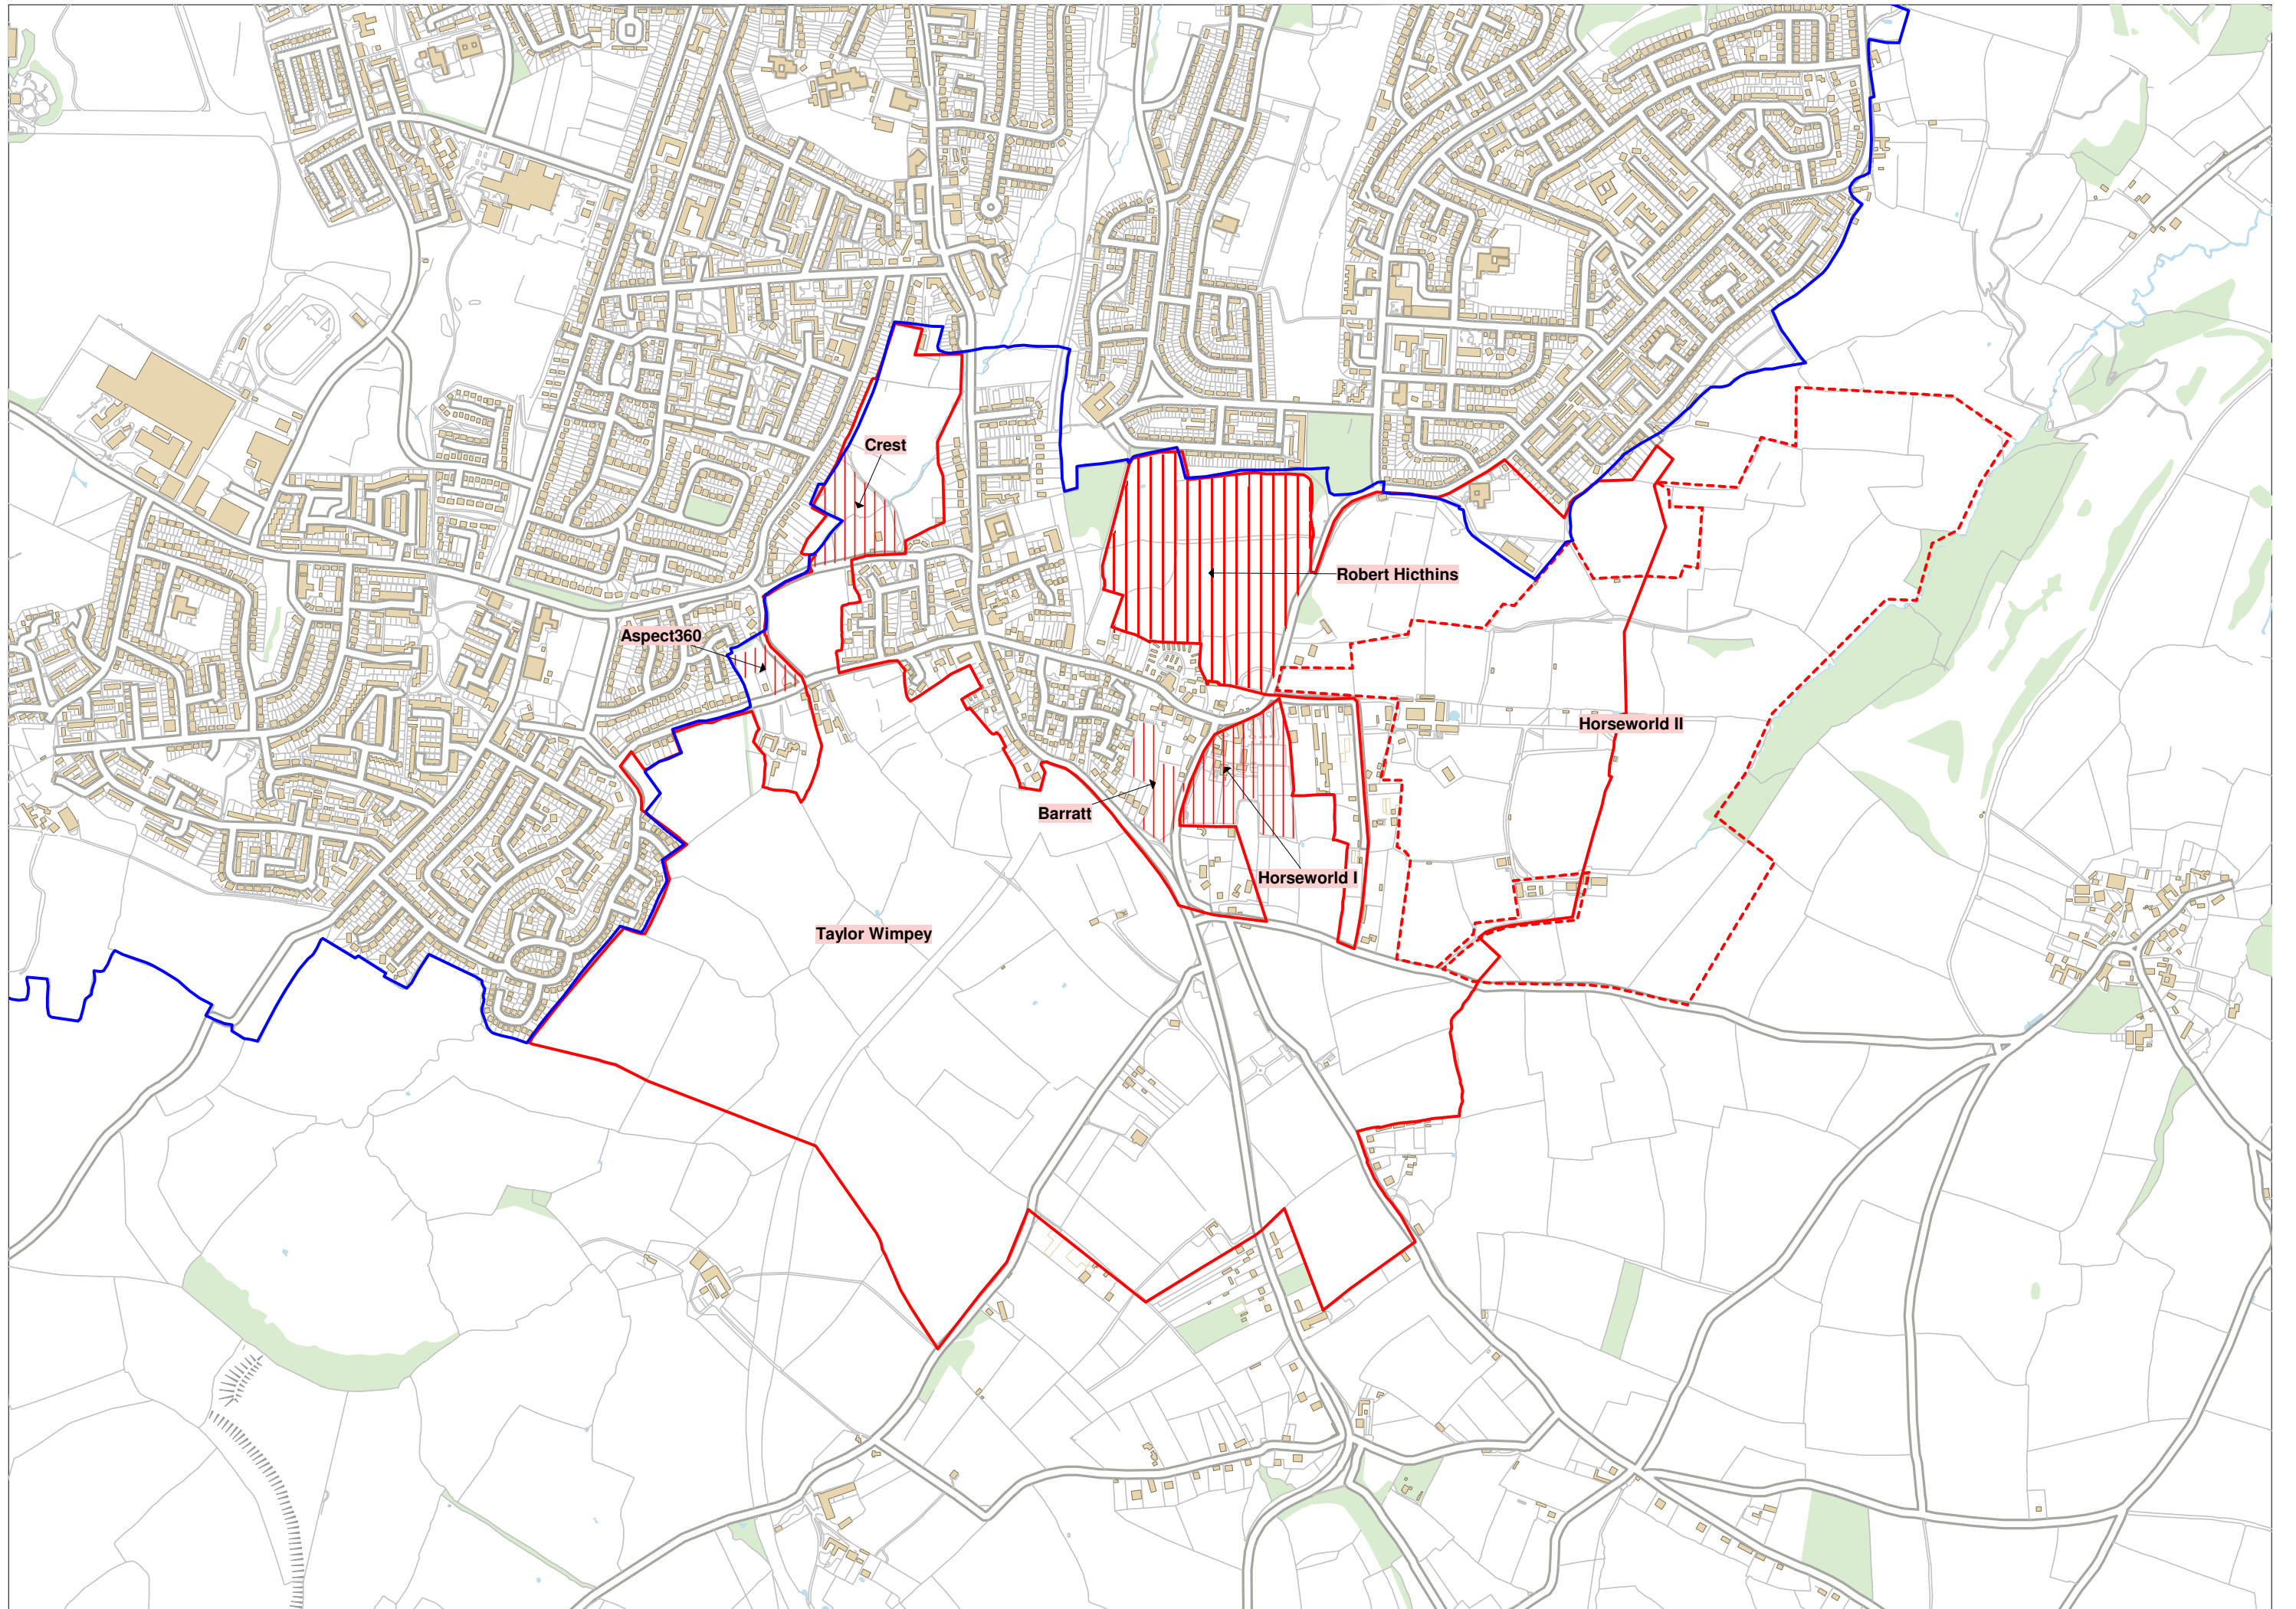 Crest
Robert Hicthins
Aspect360
Horseworld II
Barratt
Horseworld I
Taylor Wimpey